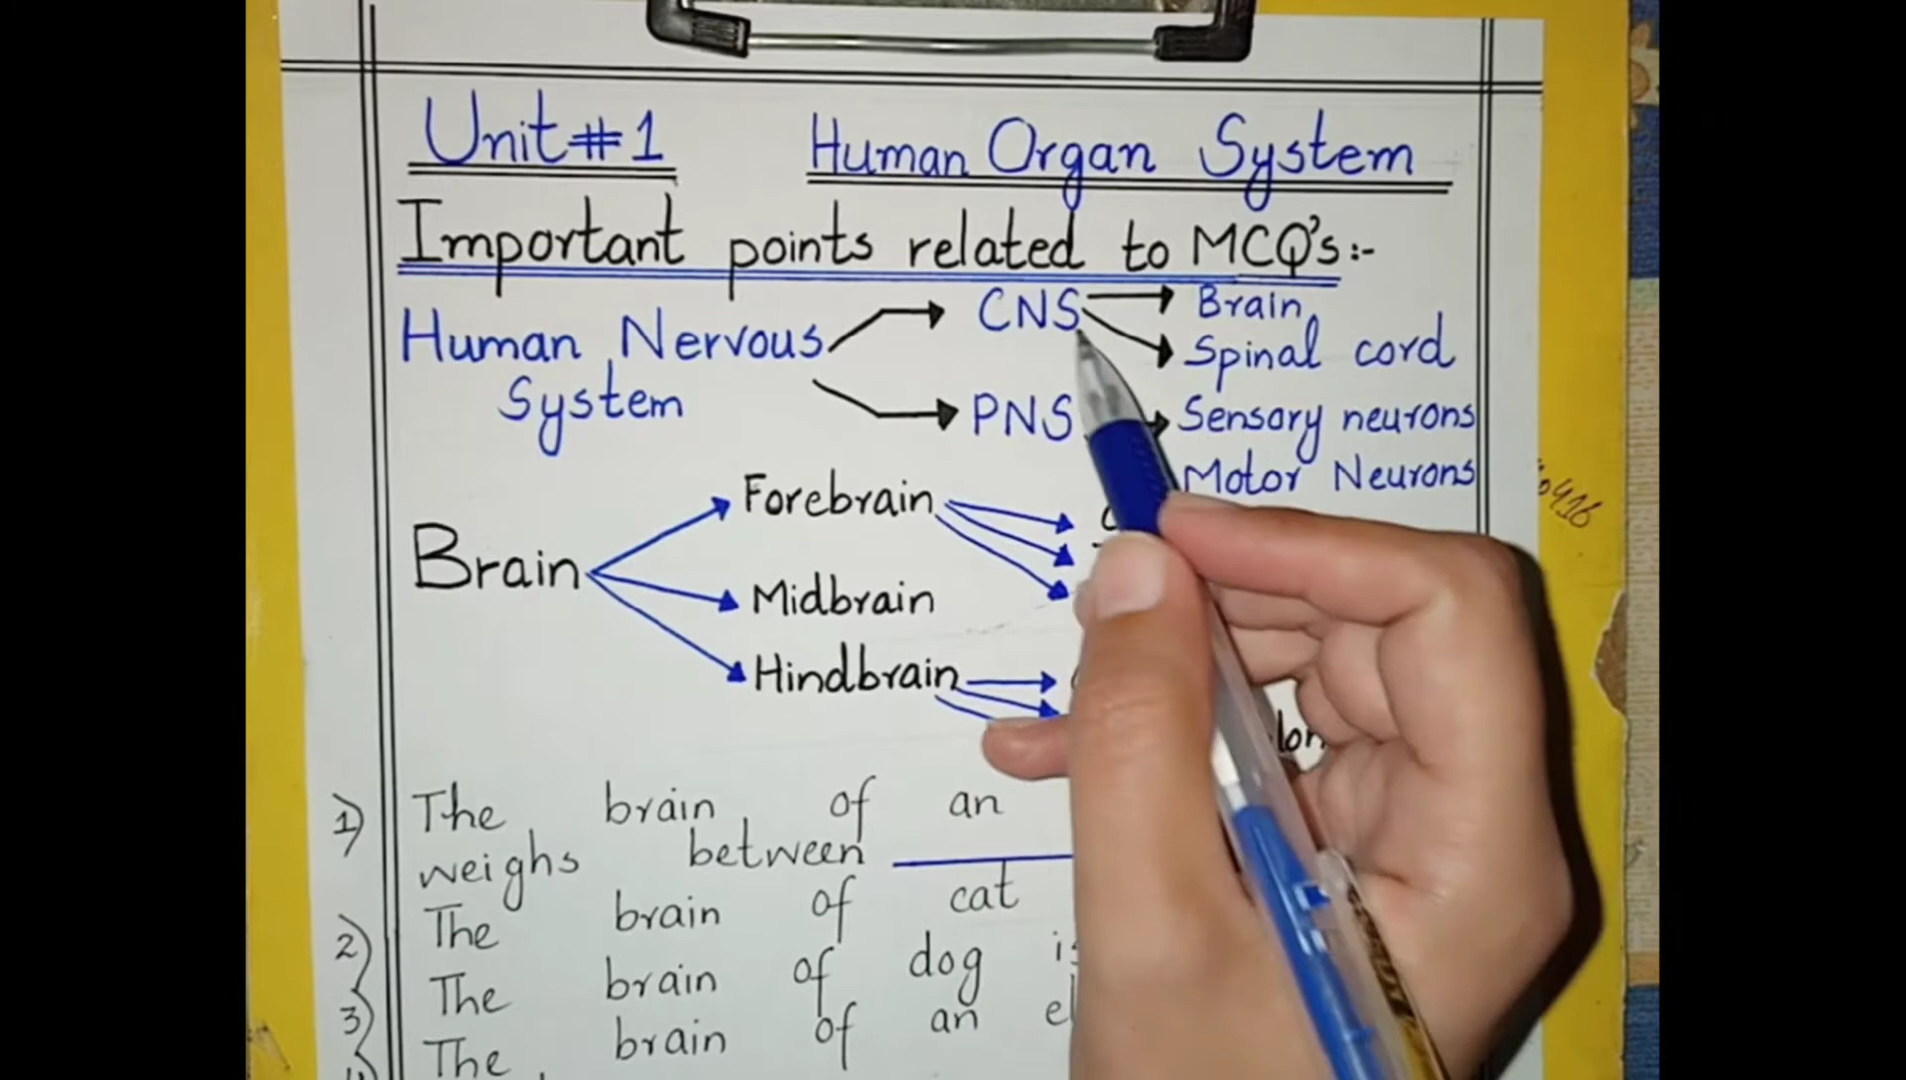 Unit#1 Human Organ System
Important points related to MCQ's:-
Human Nervous System
CNS
Brain
Spinal cord
PNS
Sensory neurons
Motor Neurons
Brain
Forebrain
Midbrain
Hindbrain
1) The brain of an
weighs between
2) The brain of cat
3) The brain of dog
The brain of an